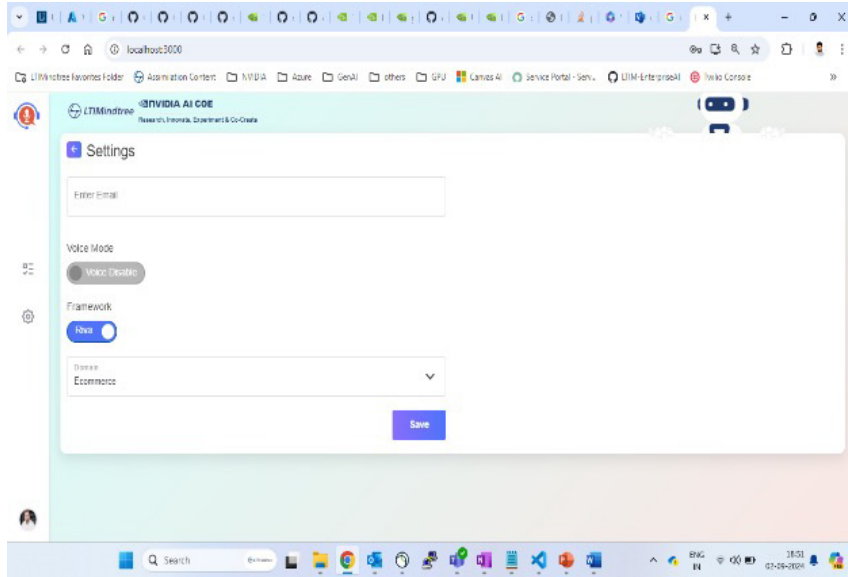 localhost:3000
LTIMindtree Favorites Folder
Assimilation Content
NVIDIA
Azure
GenAI
others
GPU
Canvas AI
Service Portal - Serv...
LTIM-EnterpriseAI
Twilio Console
LTIMindtree
NVIDIA AI COE
Research, Innovate, Experiment & Co-Create
Settings
Enter Email
Voice Mode
Voice Disable
Framework
Riva
Domain
Ecommerce
Save
Search
ENG
IN
18:51
02-09-2024